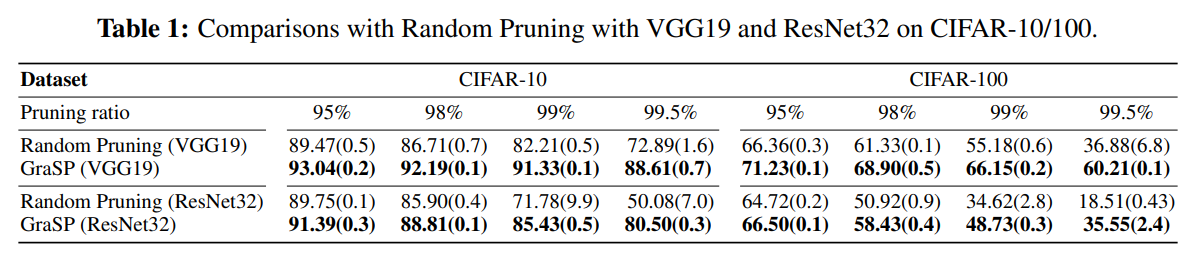 Table 1: Comparisons with Random Pruning with VGG19 and ResNet32 on CIFAR-10/100.
Dataset CIFAR-10 CIFAR-100
Pruning ratio 95% 98% 99% 99.5% 95% 98% 99% 99.5%
Random Pruning (VGG19) 89.47(0.5) 86.71(0.7) 82.21(0.5) 72.89(1.6) 66.36(0.3) 61.33(0.1) 55.18(0.6) 36.88(6.8)
GraSP (VGG19) 93.04(0.2) 92.19(0.1) 91.33(0.1) 88.61(0.7) 71.23(0.1) 68.90(0.5) 66.15(0.2) 60.21(0.1)
Random Pruning (ResNet32) 89.75(0.1) 85.90(0.4) 71.78(9.9) 50.08(7.0) 64.72(0.2) 50.92(0.9) 34.62(2.8) 18.51(0.43)
GraSP (ResNet32) 91.39(0.3) 88.81(0.1) 85.43(0.5) 80.50(0.3) 66.50(0.1) 58.43(0.4) 48.73(0.3) 35.55(2.4)